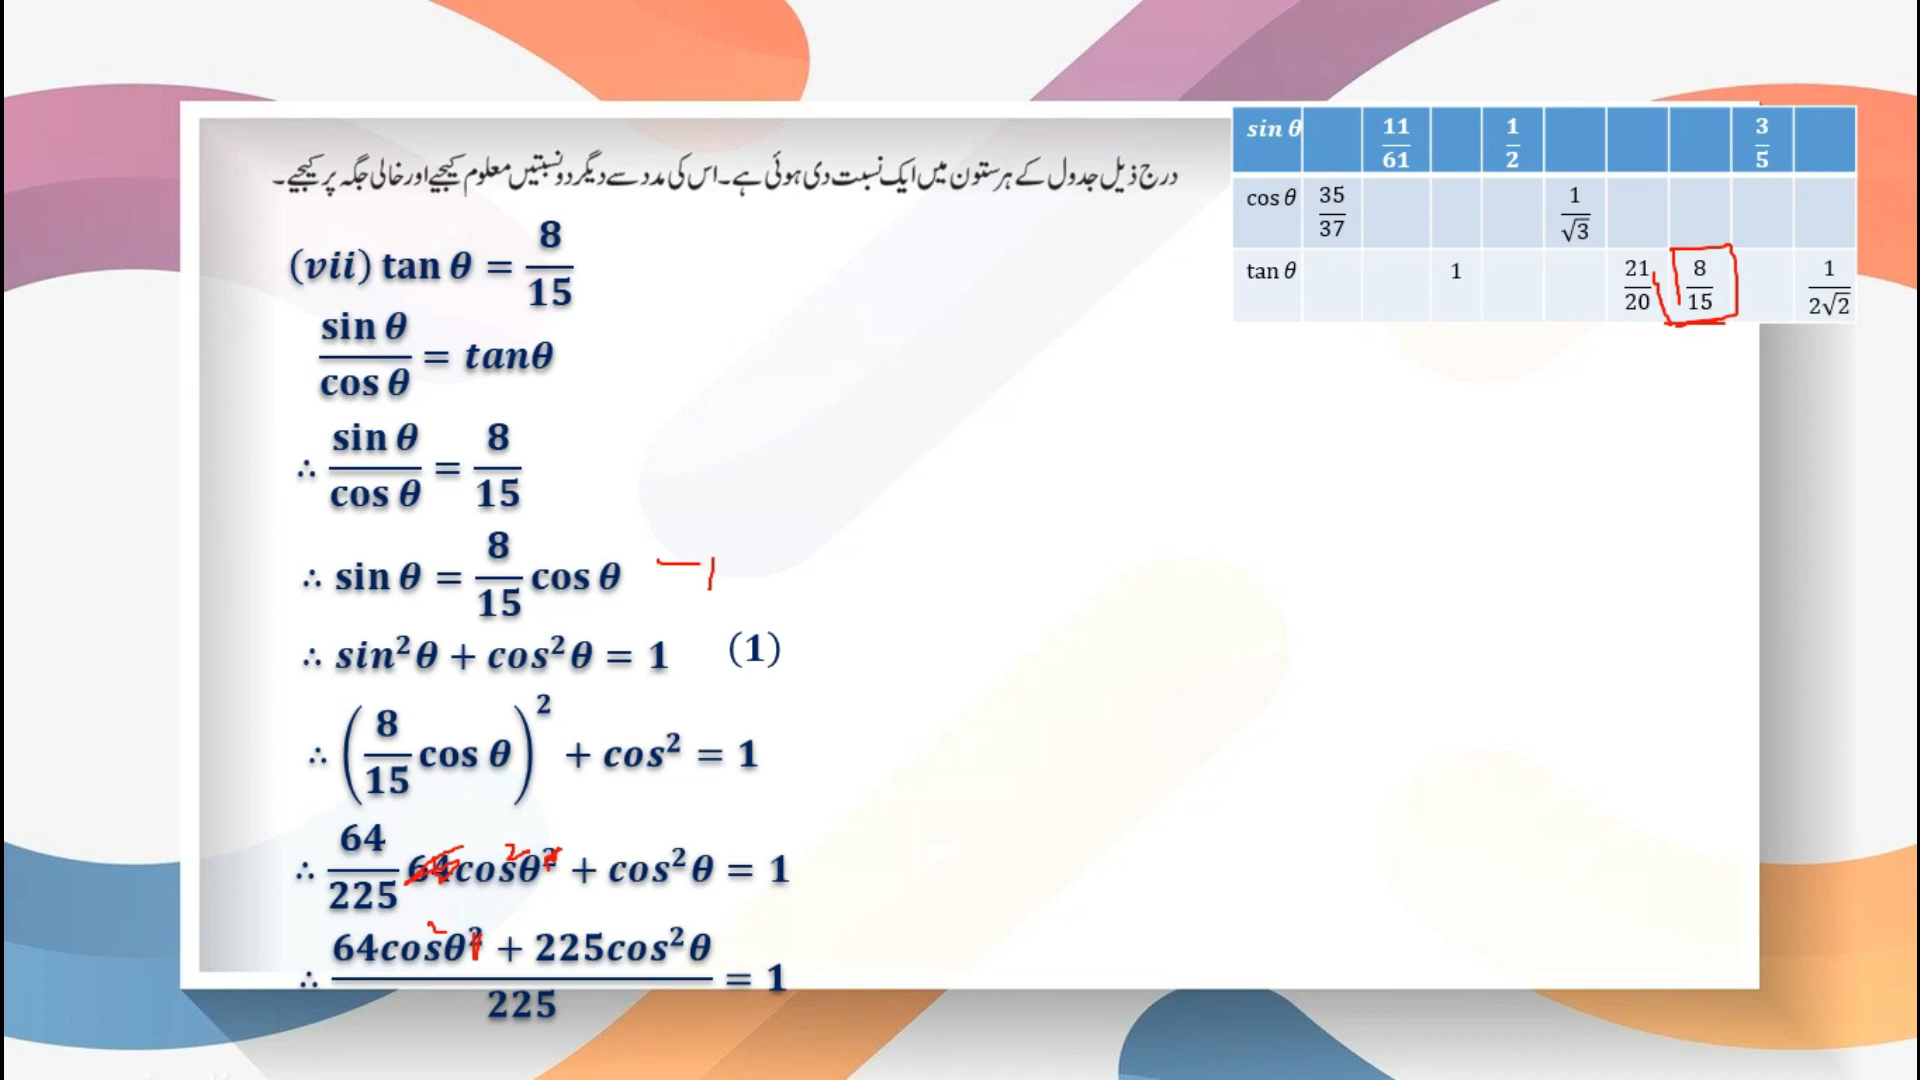 درج ذیل جدول کے ہر ستون میں ایک نسبت دی ہوئی ہے۔ اس کی مدد سے دیگر دو نسبتیں معلوم کیجیے اور خالی جگہ پر کیجیے۔
(vii) tan θ = 8/15
sin θ/cos θ = tanθ
∴ sin θ/cos θ = 8/15
∴ sin θ = 8/15 cos θ — 1
∴ sin²θ + cos²θ = 1 (1)
∴ (8/15 cos θ)² + cos² = 1
∴ 64/225 64cosθ² + cos²θ = 1
∴ (64cosθ² + 225cos²θ)/225 = 1
sin θ 11/61 1/2 3/5
cos θ 35/37 1/√3
tan θ 1 21/20 8/15 1/2√2